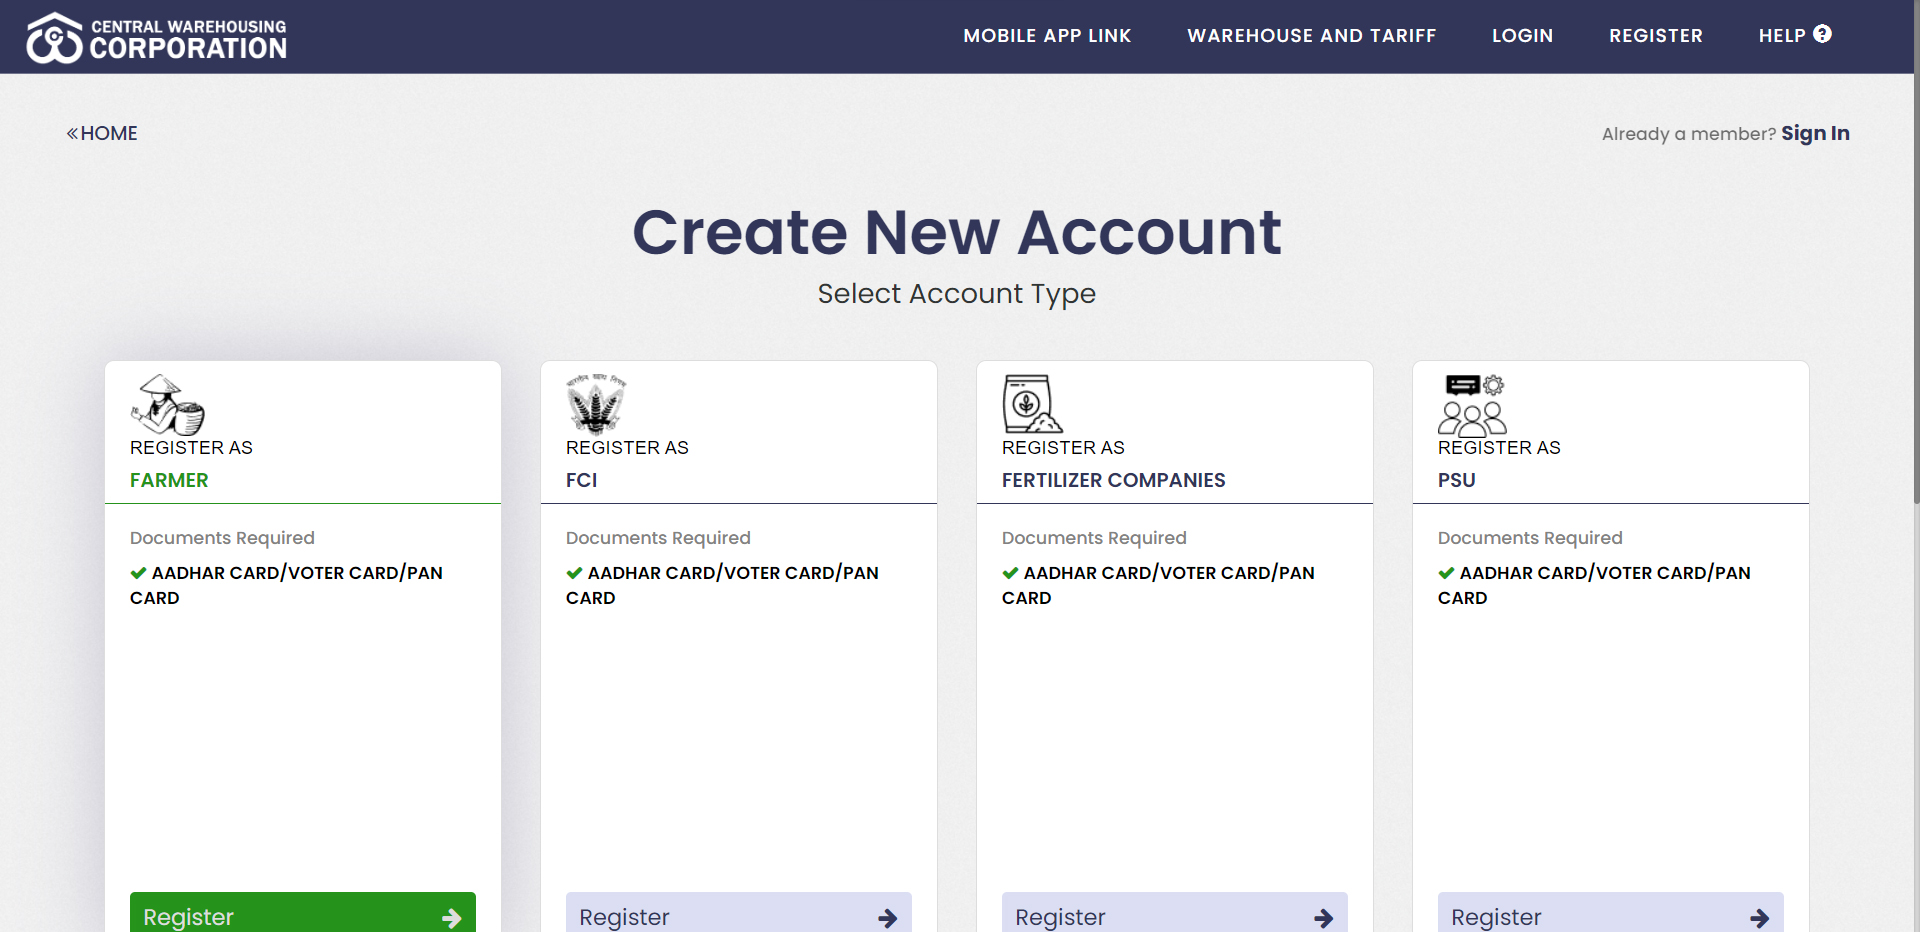 CENTRAL WAREHOUSING
CORPORATION
MOBILE APP LINK
WAREHOUSE AND TARIFF
LOGIN
REGISTER
HELP ?
«HOME
Already a member? Sign In
Create New Account
Select Account Type
REGISTER AS
FARMER
Documents Required
AADHAR CARD/VOTER CARD/PAN
CARD
Register
भारतीय खाद्य निगम
REGISTER AS
FCI
Documents Required
AADHAR CARD/VOTER CARD/PAN
CARD
Register
REGISTER AS
FERTILIZER COMPANIES
Documents Required
AADHAR CARD/VOTER CARD/PAN
CARD
Register
REGISTER AS
PSU
Documents Required
AADHAR CARD/VOTER CARD/PAN
CARD
Register